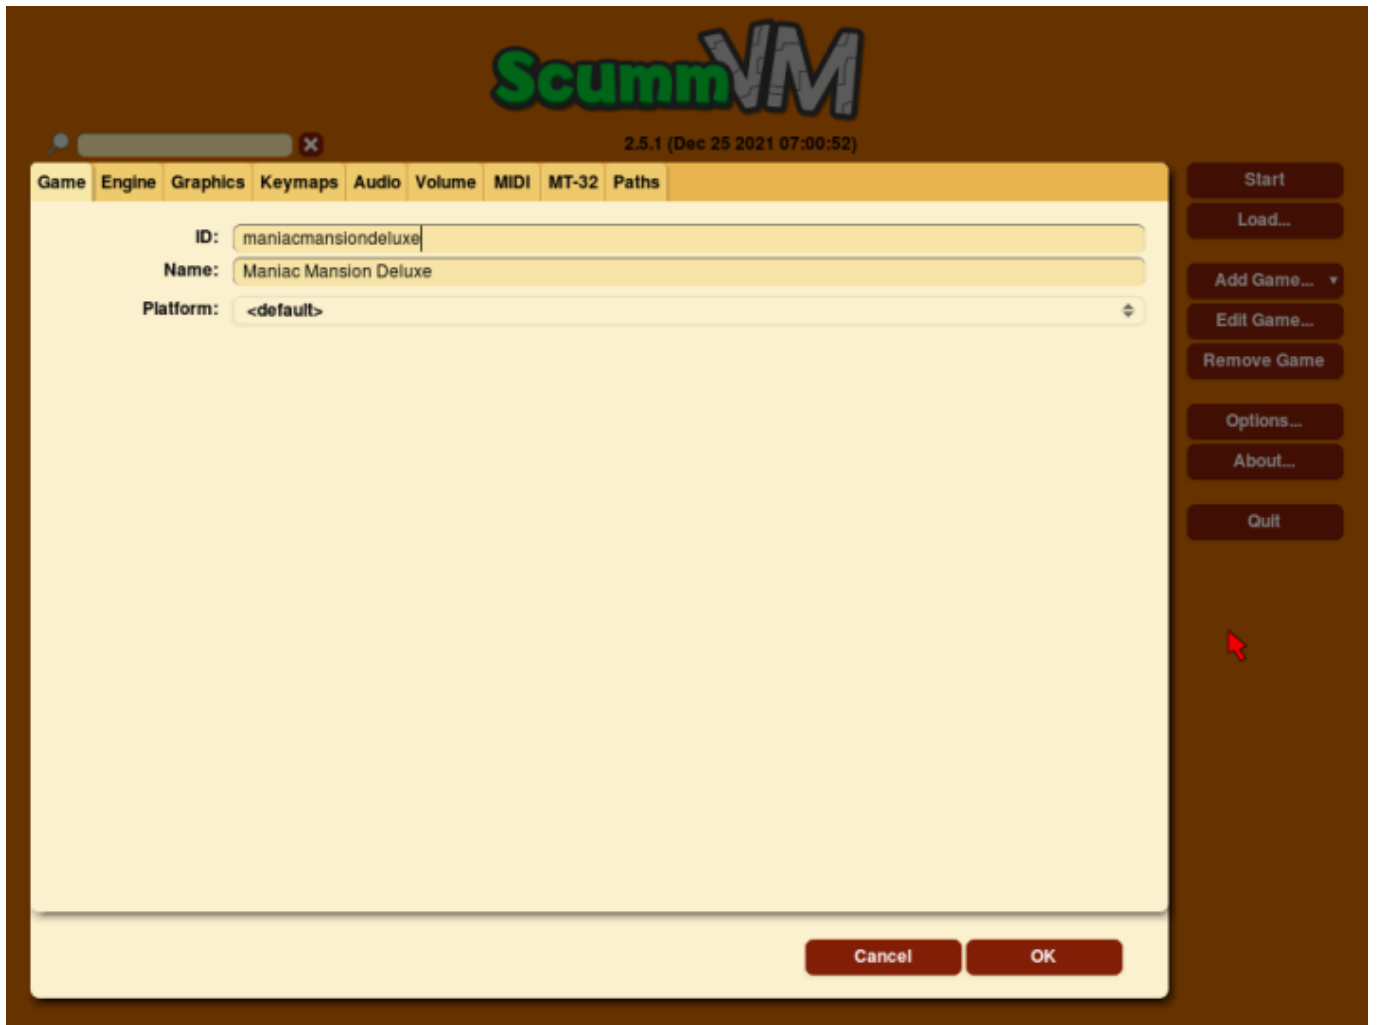 ScummVM
2.5.1 (Dec 25 2021 07:00:52)
Game Engine Graphics Keymaps Audio Volume MIDI MT-32 Paths
ID: maniacmansiondeluxe
Name: Maniac Mansion Deluxe
Platform: <default>
Cancel OK
Start
Load...
Add Game...
Edit Game...
Remove Game
Options...
About...
Quit